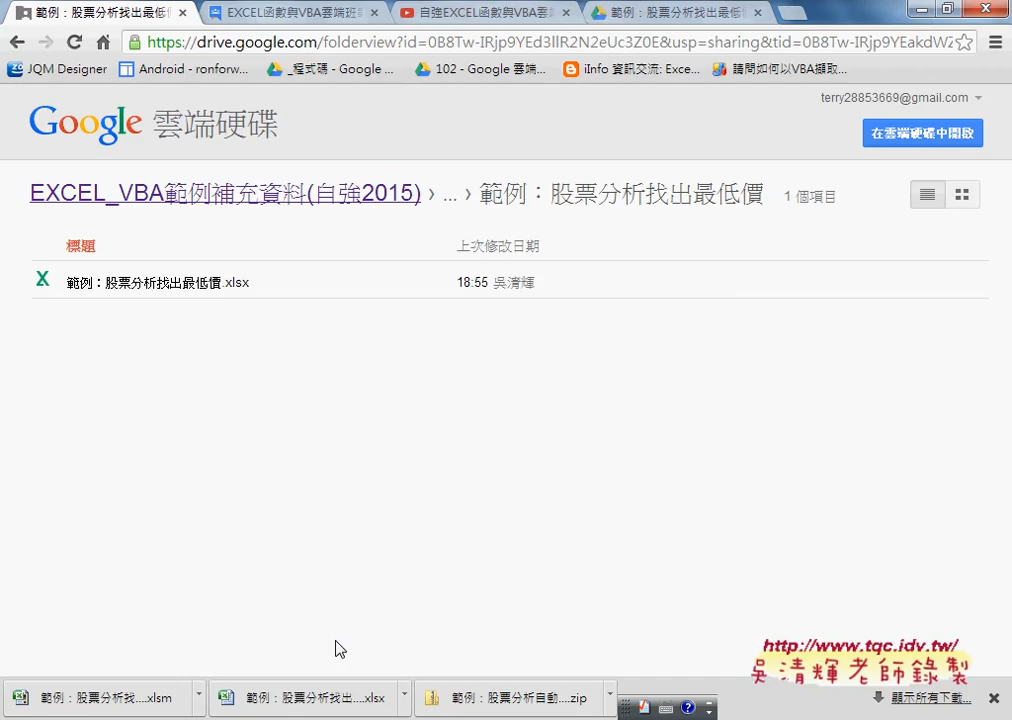 範例：股票分析找出最低價
EXCEL函數與VBA雲端班
自強EXCEL函數與VBA雲
範例：股票分析找出最低
https://drive.google.com/folderview?id=0B8Tw-IRjp9YEd3llR2N2eUc3Z0E&usp=sharing&tid=0B8Tw-IRjp9YEakdWZ
JQM Designer
Android - ronforw...
_程式碼 - Google ...
102 - Google 雲端...
iInfo 資訊交流: Exce...
請問如何以VBA擷取...
terry28853669@gmail.com
Google 雲端硬碟
在雲端硬碟中開啟
EXCEL_VBA範例補充資料(自強2015) › ... › 範例：股票分析找出最低價 1 個項目
標題 上次修改日期
範例：股票分析找出最低價.xlsx 18:55 吳清輝
http://www.tqc.idv.tw/
吳清輝老師錄製
範例：股票分析找....xlsm
範例：股票分析找出....xlsx
範例：股票分析自動....zip
顯示所有下載...